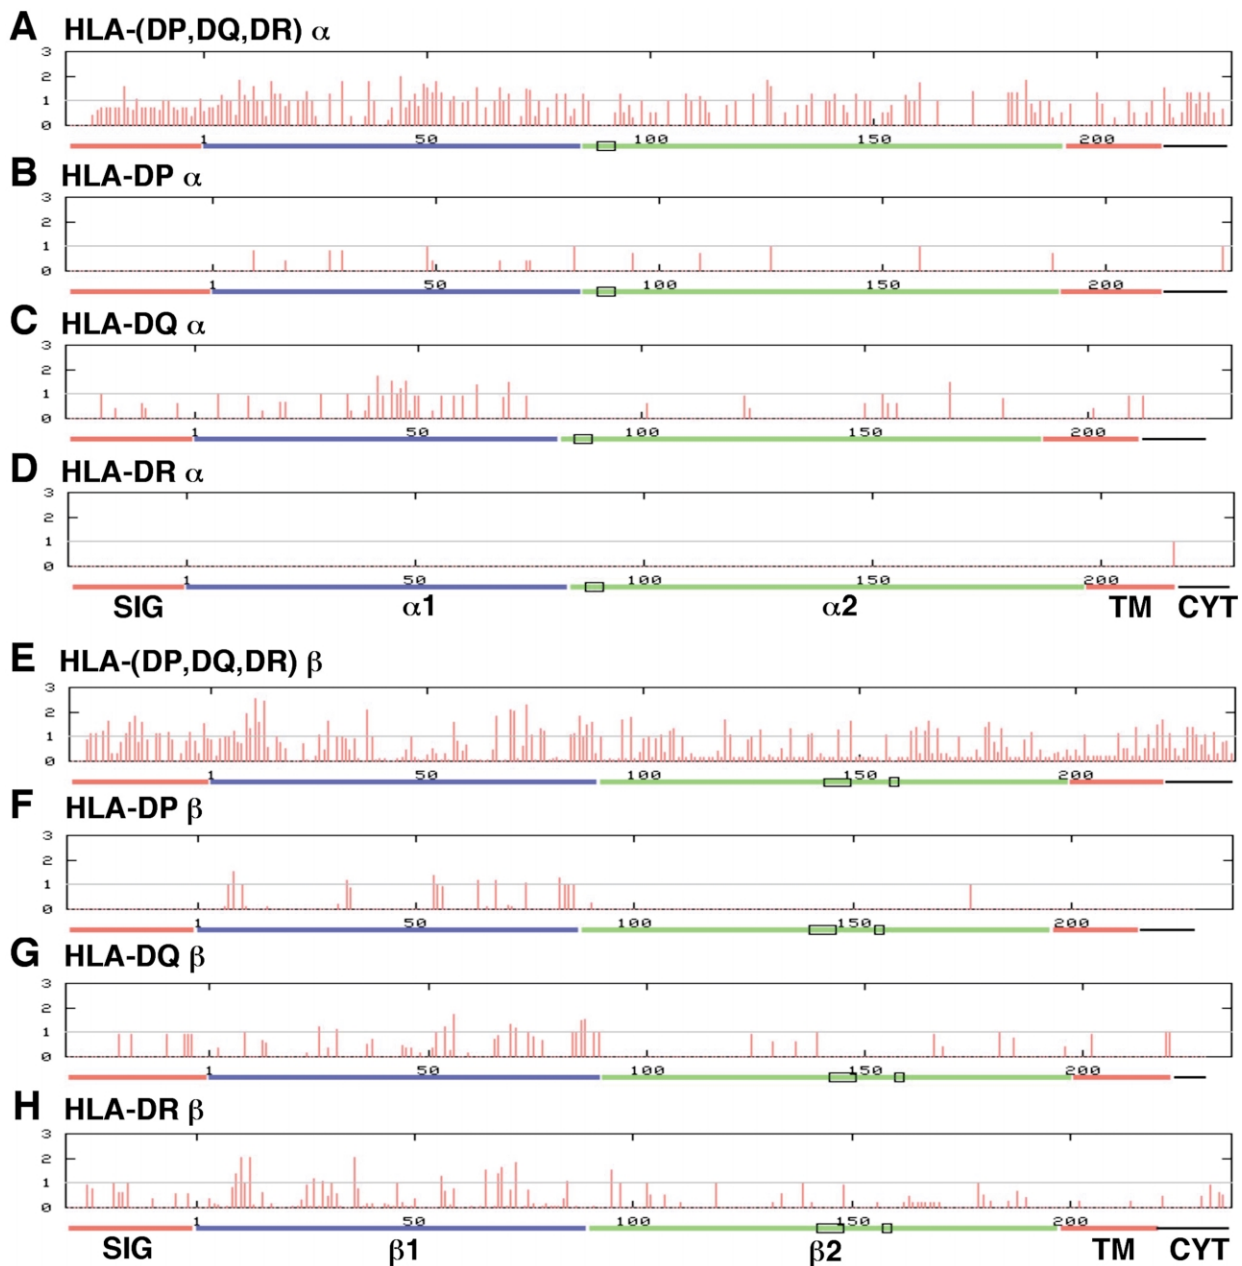 A HLA-(DP,DQ,DR) α
3
2
1
0
1 50 100 150 200
B HLA-DP α
3
2
1
0
1 50 100 150 200
C HLA-DQ α
3
2
1
0
1 50 100 150 200
D HLA-DR α
3
2
1
0
1 50 100 150 200
SIG α1 α2 TM CYT
E HLA-(DP,DQ,DR) β
3
2
1
0
1 50 100 150 200
F HLA-DP β
3
2
1
0
1 50 100 150 200
G HLA-DQ β
3
2
1
0
1 50 100 150 200
H HLA-DR β
3
2
1
0
1 50 100 150 200
SIG β1 β2 TM CYT